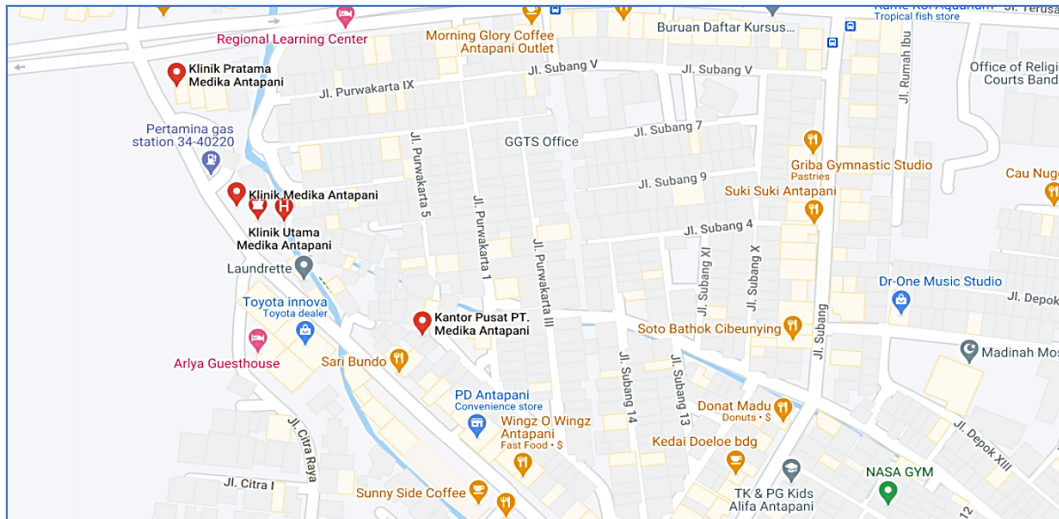 Regional Learning Center
Morning Glory Coffee
Antapani Outlet
Buruan Daftar Kursus...
Tropical fish store
Jl. Terusa
Klinik Pratama
Medika Antapani
Jl. Purwakarta IX
Jl. Subang V
Jl. Subang V
Jl. Rumah Ibu
Office of Religio
Courts Band
Pertamina gas
station 34-40220
GGTS Office
Jl. Subang 7
Griba Gymnastic Studio
Pastries
Jl. Purwakarta 5
Jl. Purwakarta 1
Jl. Purwakarta III
Jl. Subang 9
Suki Suki Antapani
Cau Nugg
Klinik Medika Antapani
H
Klinik Utama
Medika Antapani
Jl. Subang 4
Jl. Subang XI
Jl. Subang X
Laundrette
Dr-One Music Studio
Jl. Depok
Toyota innova
Toyota dealer
Kantor Pusat PT.
Medika Antapani
Soto Bathok Cibeunying
Jl. Subang
Madinah Mos
Arlya Guesthouse
Sari Bundo
PD Antapani
Convenience store
Jl. Subang 14
Jl. Subang 13
Donat Madu
Donuts • $
Wingz O Wingz
Antapani
Fast Food • $
Kedai Doeloe bdg
Jl. Depok XIII
Jl. Citra Raya
Jl. Citra I
Sunny Side Coffee
TK & PG Kids
Alifa Antapani
NASA GYM
12